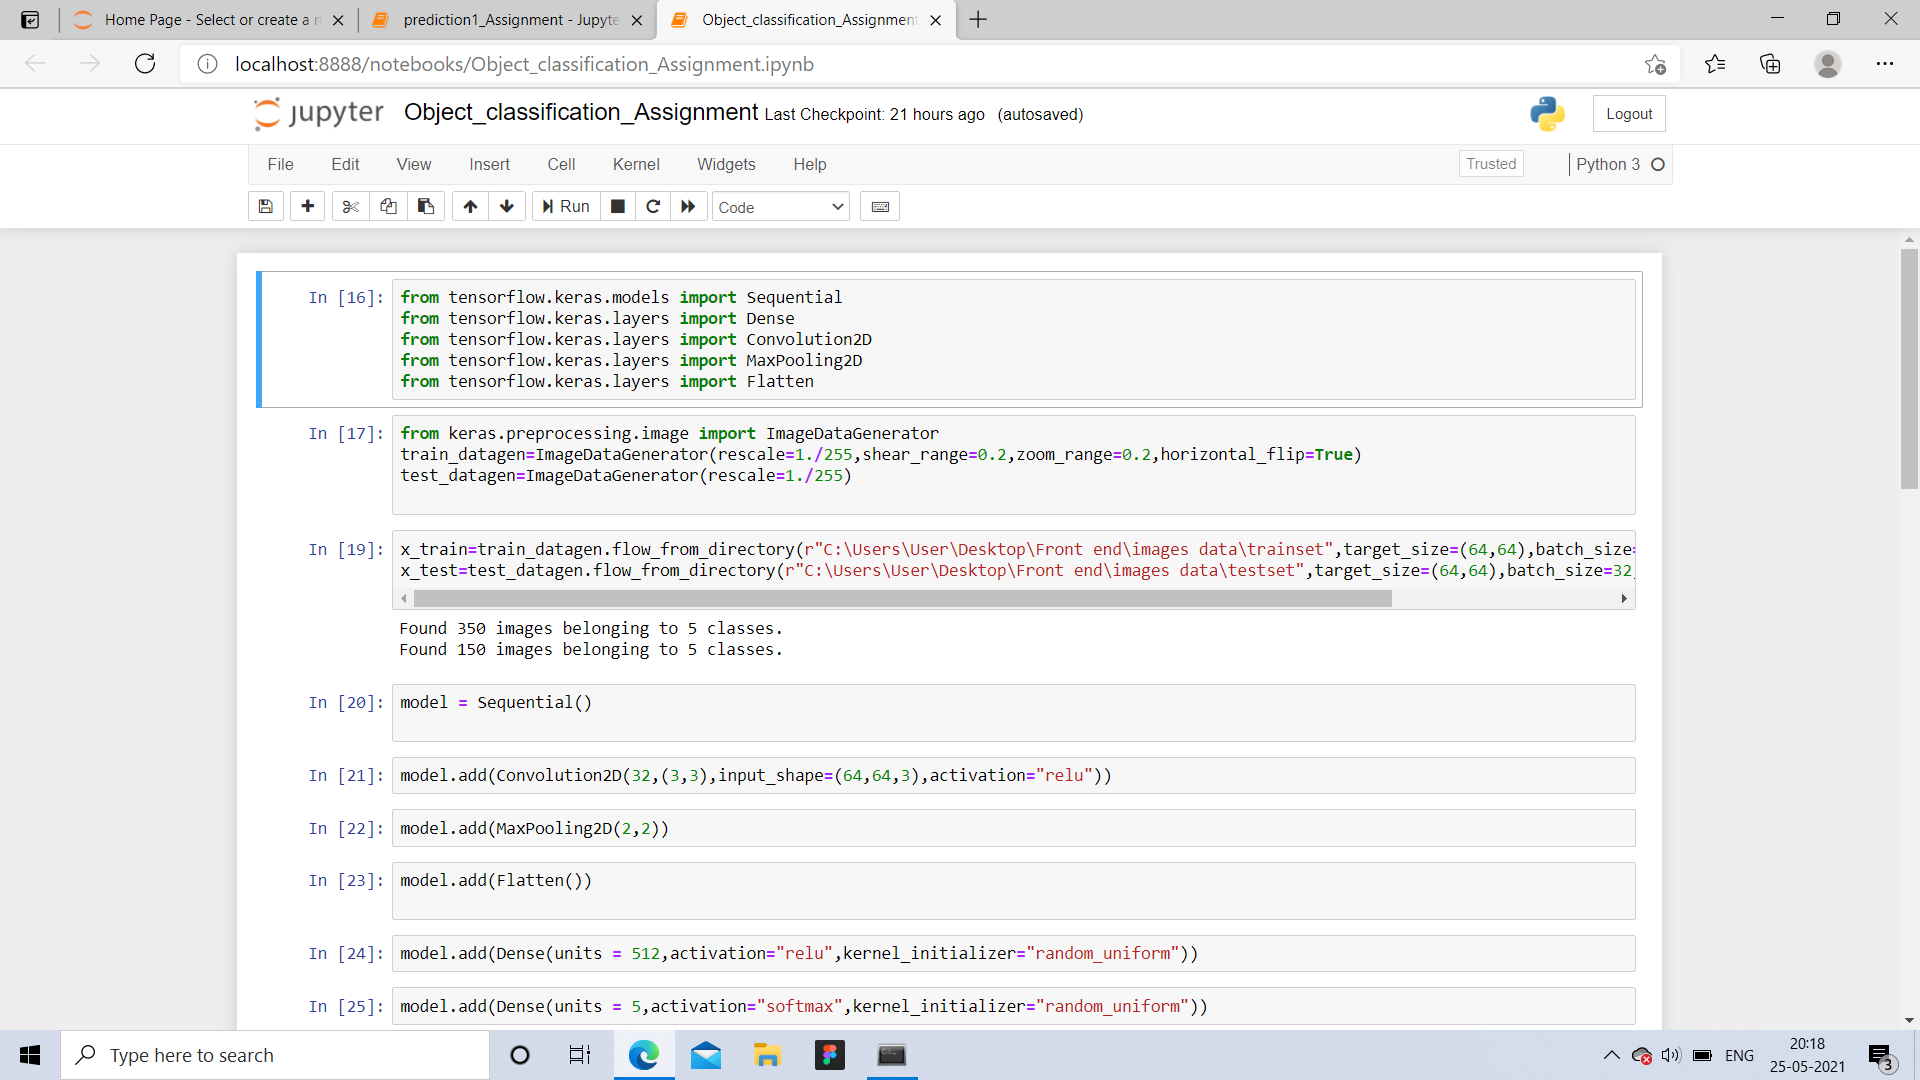 Home Page - Select or create a n
prediction1_Assignment - Jupyte
Object_classification_Assignment
localhost:8888/notebooks/Object_classification_Assignment.ipynb
jupyter Object_classification_Assignment Last Checkpoint: 21 hours ago (autosaved)
Logout
File Edit View Insert Cell Kernel Widgets Help
Trusted
Python 3
Run
Code
In [16]: from tensorflow.keras.models import Sequential
from tensorflow.keras.layers import Dense
from tensorflow.keras.layers import Convolution2D
from tensorflow.keras.layers import MaxPooling2D
from tensorflow.keras.layers import Flatten
In [17]: from keras.preprocessing.image import ImageDataGenerator
train_datagen=ImageDataGenerator(rescale=1./255,shear_range=0.2,zoom_range=0.2,horizontal_flip=True)
test_datagen=ImageDataGenerator(rescale=1./255)
In [19]: x_train=train_datagen.flow_from_directory(r"C:\Users\User\Desktop\Front end\images data\trainset",target_size=(64,64),batch_size=
x_test=test_datagen.flow_from_directory(r"C:\Users\User\Desktop\Front end\images data\testset",target_size=(64,64),batch_size=32,
Found 350 images belonging to 5 classes.
Found 150 images belonging to 5 classes.
In [20]: model = Sequential()
In [21]: model.add(Convolution2D(32,(3,3),input_shape=(64,64,3),activation="relu"))
In [22]: model.add(MaxPooling2D(2,2))
In [23]: model.add(Flatten())
In [24]: model.add(Dense(units = 512,activation="relu",kernel_initializer="random_uniform"))
In [25]: model.add(Dense(units = 5,activation="softmax",kernel_initializer="random_uniform"))
Type here to search
ENG
20:18
25-05-2021
3